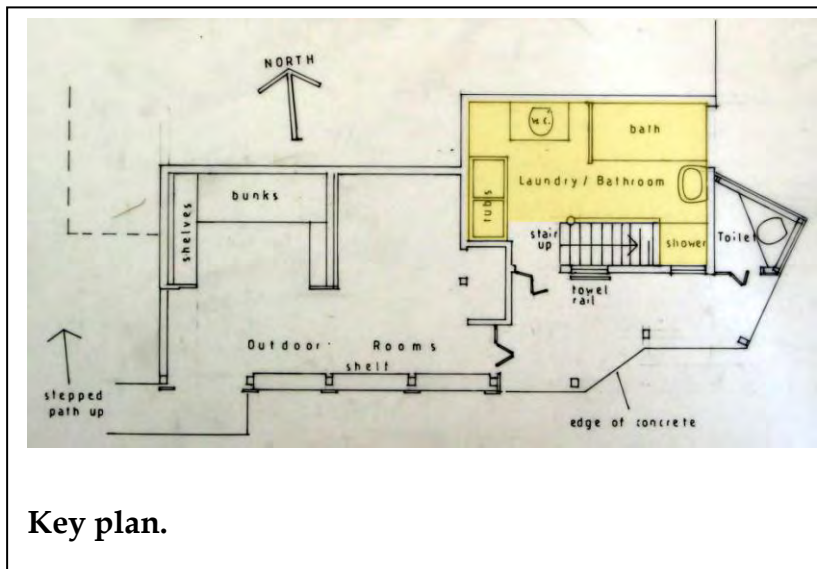 NORTH
W.C.
bath
Laundry / Bathroom
tubs
bunks
shelves
stair
up
shower
Toilet
towel
rail
Outdoor Rooms
shelf
stepped
path up
edge of concrete
Key plan.